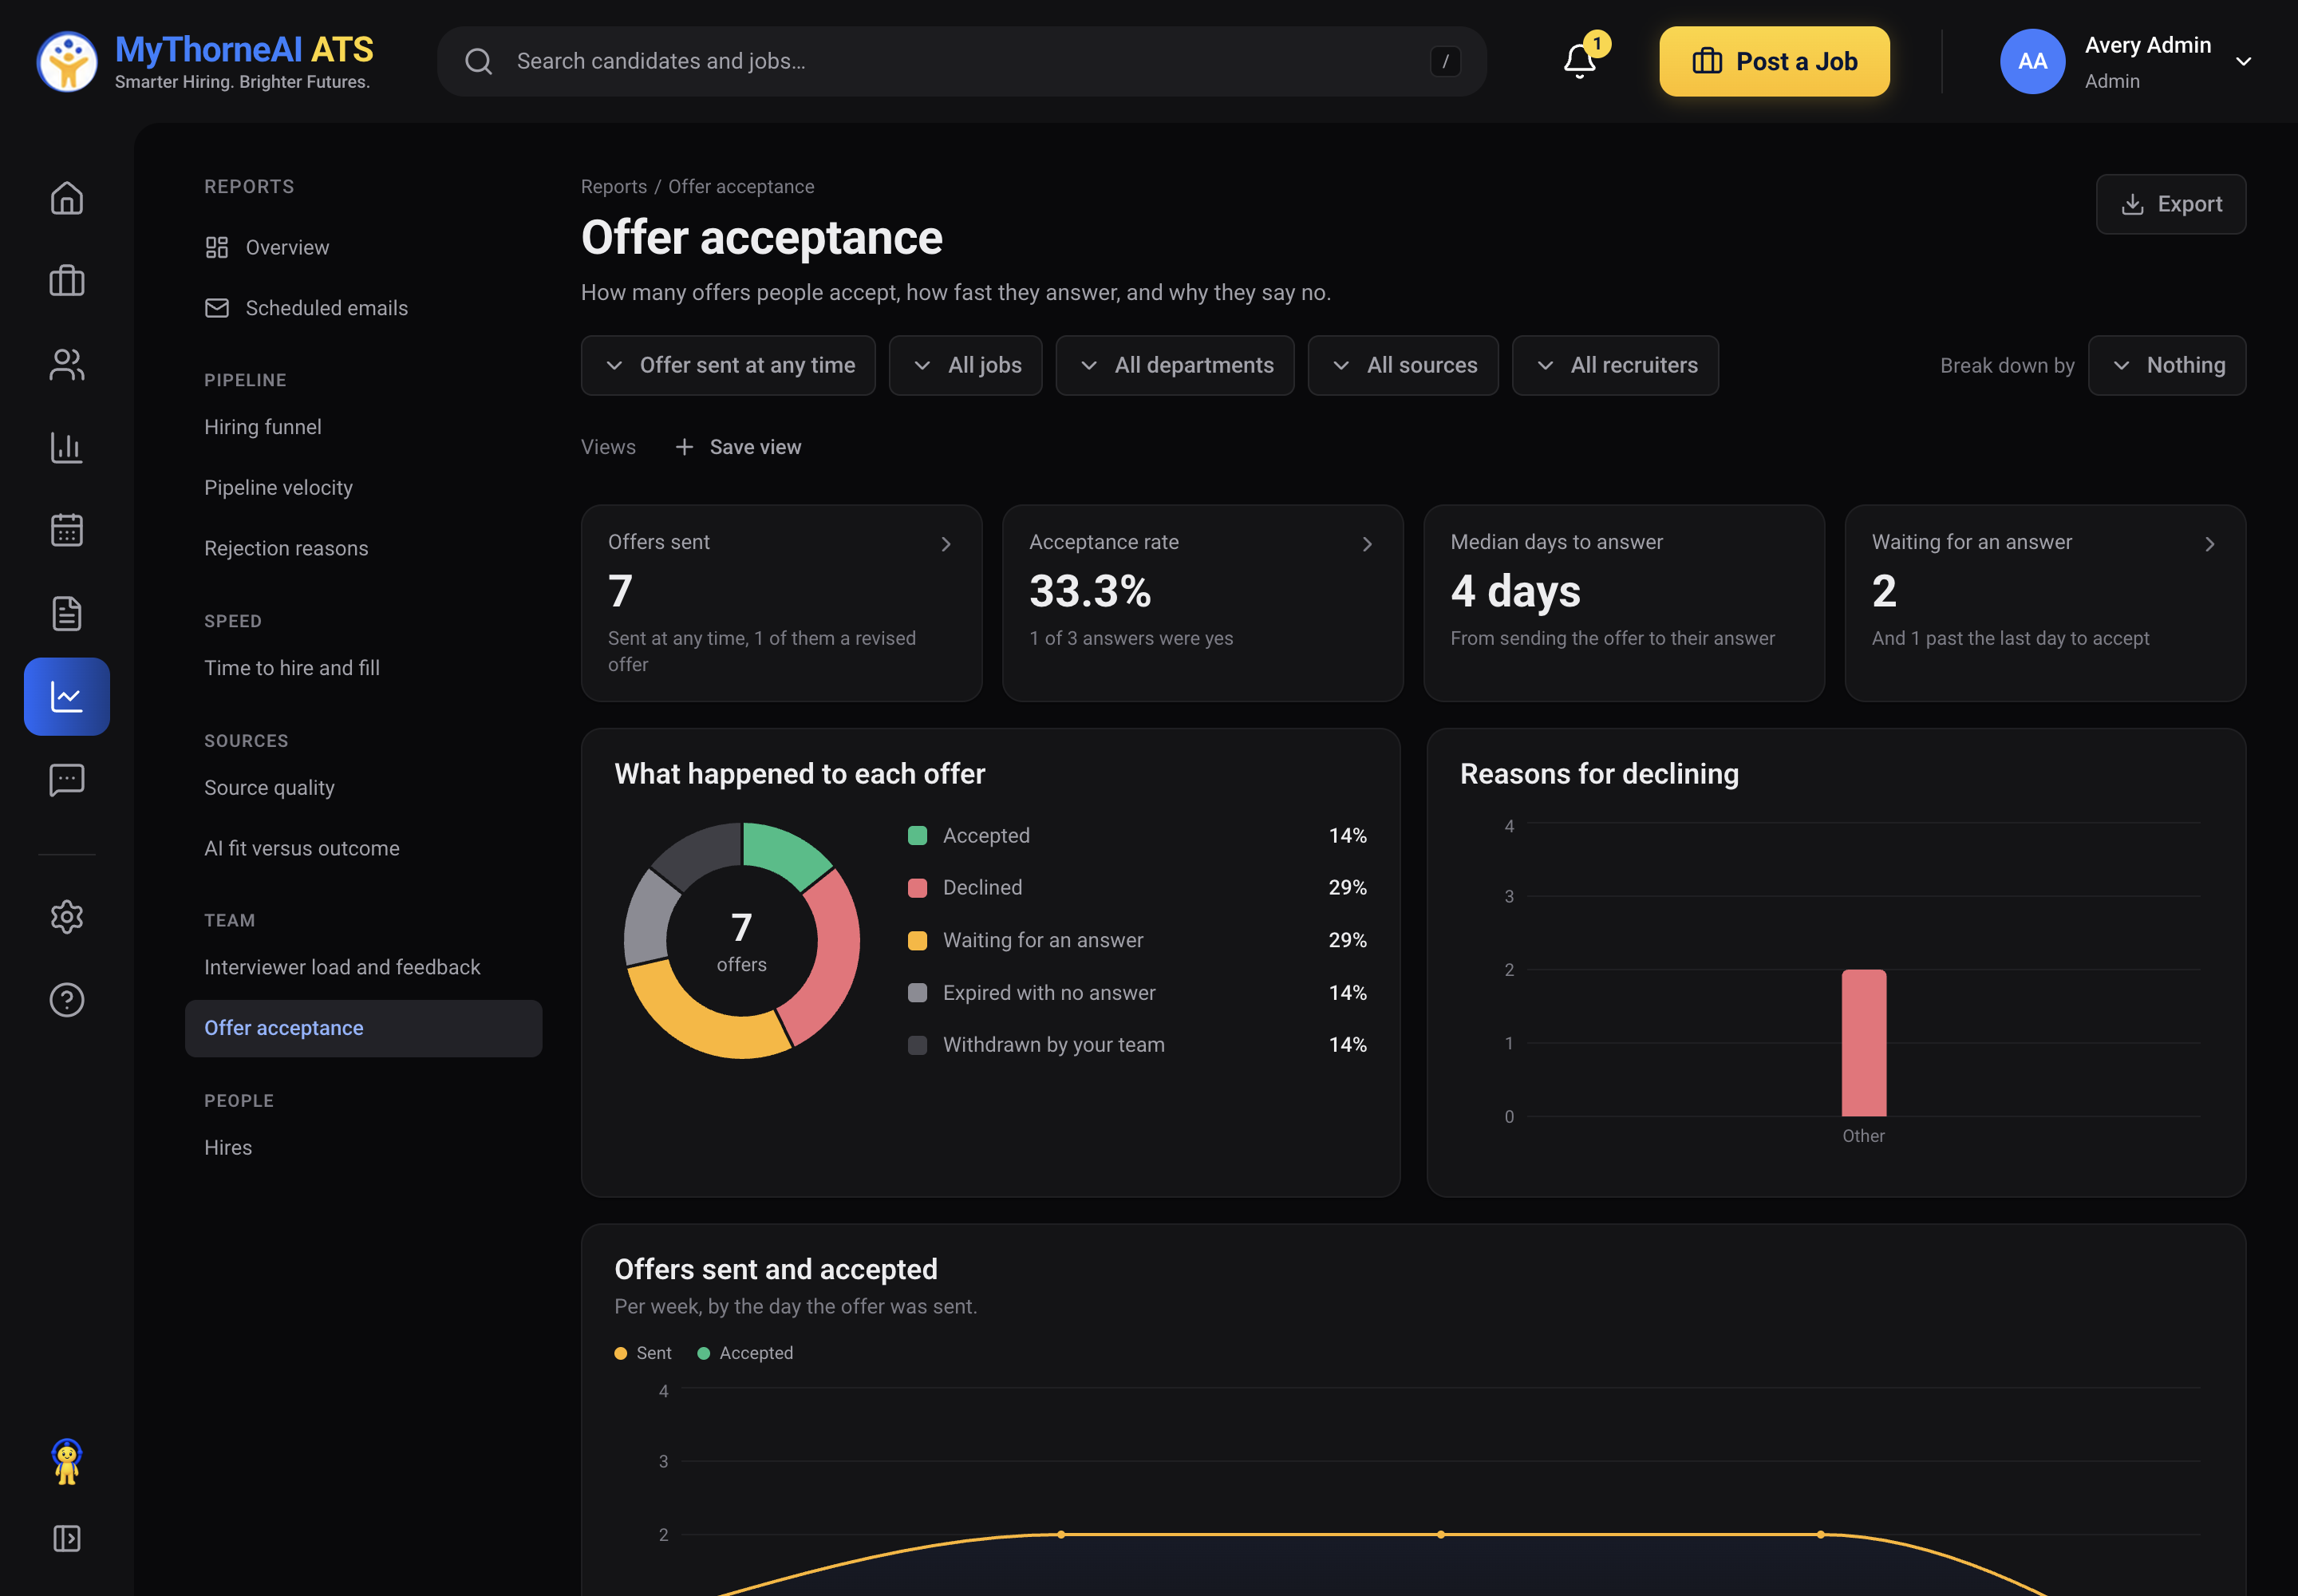 MyThorneAI ATS
Smarter Hiring. Brighter Futures.
Search candidates and jobs...
/
1
Post a Job
AA
Avery Admin
Admin
REPORTS
Overview
Scheduled emails
PIPELINE
Hiring funnel
Pipeline velocity
Rejection reasons
SPEED
Time to hire and fill
SOURCES
Source quality
AI fit versus outcome
TEAM
Interviewer load and feedback
Offer acceptance
PEOPLE
Hires
Reports / Offer acceptance
Offer acceptance
How many offers people accept, how fast they answer, and why they say no.
Export
Offer sent at any time
All jobs
All departments
All sources
All recruiters
Break down by
Nothing
Views
Save view
Offers sent
7
Sent at any time, 1 of them a revised
offer
Acceptance rate
33.3%
1 of 3 answers were yes
Median days to answer
4 days
From sending the offer to their answer
Waiting for an answer
2
And 1 past the last day to accept
What happened to each offer
7
offers
Accepted 14%
Declined 29%
Waiting for an answer 29%
Expired with no answer 14%
Withdrawn by your team 14%
Reasons for declining
4
3
2
1
0
Other
Offers sent and accepted
Per week, by the day the offer was sent.
Sent
Accepted
4
3
2